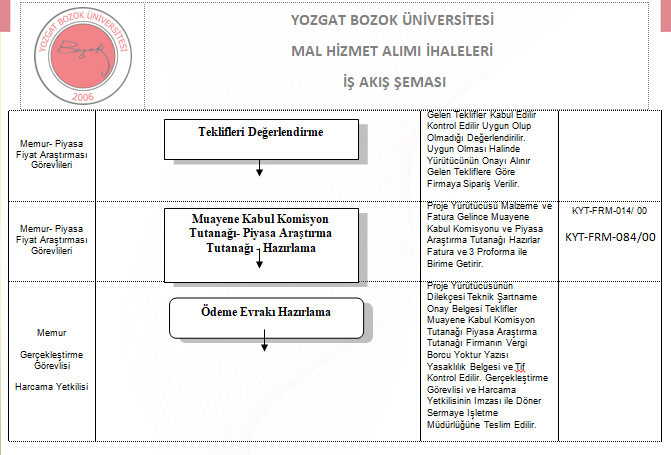 YOZGAT BOZOK ÜNİVERSİTESİ
Bozok
2006
YOZGAT BOZOK ÜNİVERSİTESİ
MAL HİZMET ALIMI İHALELERİ
İŞ AKIŞ ŞEMASI
Memur- Piyasa
Fiyat Araştırması
Görevlileri
Teklifleri Değerlendirme
Gelen Teklifler Kabul Edilir
Kontrol Edilir Uygun Olup
Olmadığı Değerlendirilir.
Uygun Olması Halinde
Yürütücünün Onayı Alınır
Gelen Tekliflere Göre
Firmaya Sipariş Verilir.
Memur- Piyasa
Fiyat Araştırması
Görevlileri
Muayene Kabul Komisyon
Tutanağı- Piyasa Araştırma
Tutanağı - Hazırlama
Proje Yürütücüsü Malzeme ve
Fatura Gelince Muayene
Kabul Komisyonu ve Piyasa
Araştırma Tutanağı Hazırlar
Fatura ve 3 Proforma ile
Birime Getirir.
KYT-FRM-014/ 00
KYT-FRM-084/00
Memur
Gerçekleştirme
Görevlisi
Harcama Yetkilisi
Ödeme Evrakı Hazırlama
Proje Yürütücüsünün
Dilekçesi Teknik Şartname
Onay Belgesi Teklifler
Muayene Kabul Komisyon
Tutanağı Piyasa Araştırma
Tutanağı Firmanın Vergi
Borcu Yoktur Yazısı
Yasaklılık Belgesi ve Tif
Kontrol Edilir. Gerçekleştirme
Görevlisi ve Harcama
Yetkilisinin İmzası ile Döner
Sermaye İşletme
Müdürlüğüne Teslim Edilir.